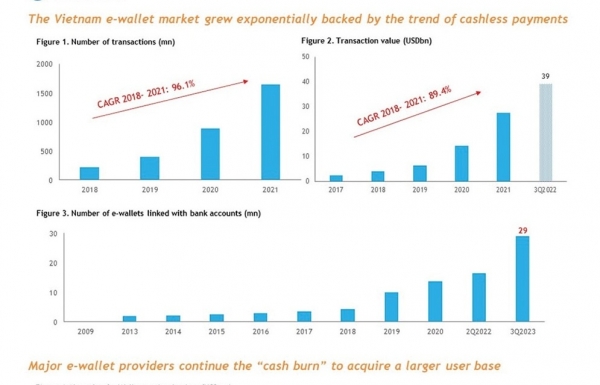 The Vietnam e-wallet market grew exponentially backed by the trend of cashless payments
Figure 1. Number of transactions (mn)
2000
1500
1000
500
0
CAGR 2018- 2021: 96.1%
2018 2019 2020 2021
Figure 2. Transaction value (USDbn)
50
40
30
20
10
0
39
CAGR 2018- 2021: 89.4%
2017 2018 2019 2020 2021 3Q2022
Figure 3. Number of e-wallets linked with bank accounts (mn)
30
20
10
0
29
2009 2013 2014 2015 2016 2017 2018 2019 2020 2Q2022 3Q2023
Major e-wallet providers continue the “cash burn” to acquire a larger user base